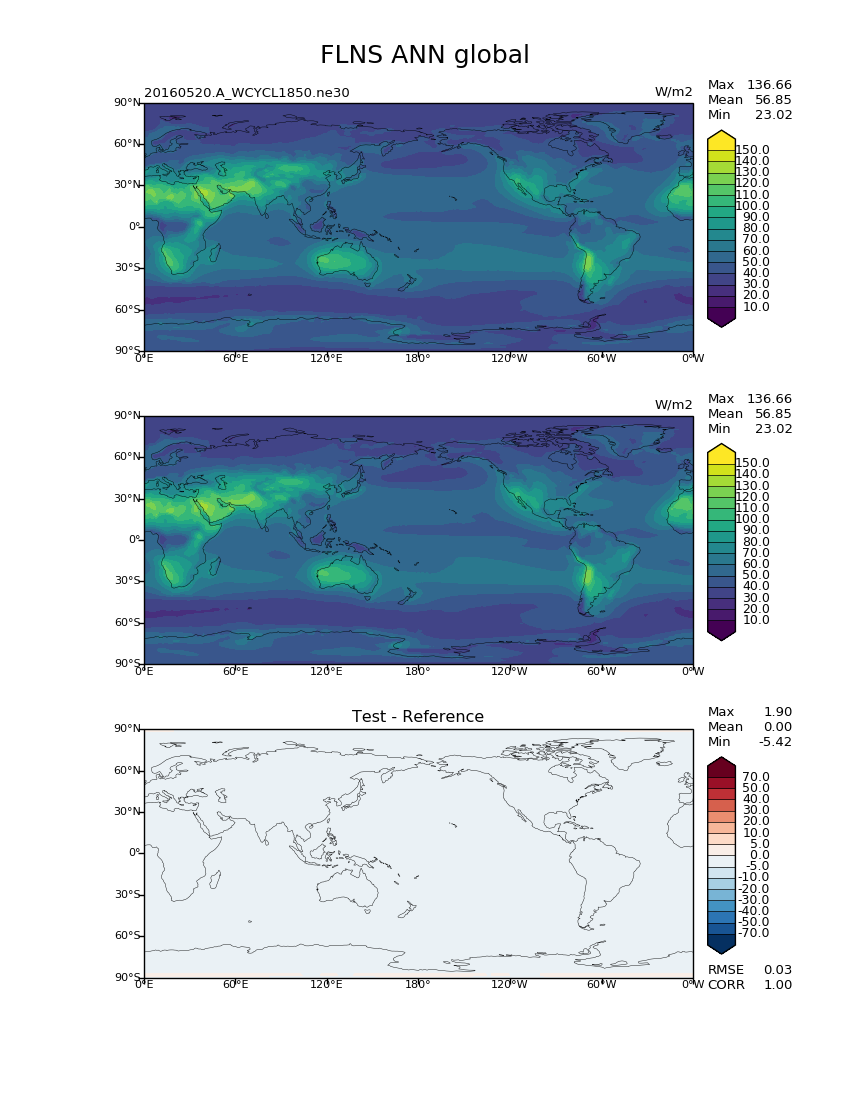 FLNS ANN global
20160520.A_WCYCL1850.ne30
W/m2
Max 136.66
Mean 56.85
Min 23.02
90°N
60°N
30°N
0°
30°S
60°S
90°S
0°E 60°E 120°E 180° 120°W 60°W 0°W
150.0
140.0
130.0
120.0
110.0
100.0
90.0
80.0
70.0
60.0
50.0
40.0
30.0
20.0
10.0
W/m2
Max 136.66
Mean 56.85
Min 23.02
90°N
60°N
30°N
0°
30°S
60°S
90°S
0°E 60°E 120°E 180° 120°W 60°W 0°W
150.0
140.0
130.0
120.0
110.0
100.0
90.0
80.0
70.0
60.0
50.0
40.0
30.0
20.0
10.0
Test - Reference
Max 1.90
Mean 0.00
Min -5.42
90°N
60°N
30°N
0°
30°S
60°S
90°S
0°E 60°E 120°E 180° 120°W 60°W 0°W
70.0
50.0
40.0
30.0
20.0
10.0
5.0
0.0
-5.0
-10.0
-20.0
-30.0
-40.0
-50.0
-70.0
RMSE 0.03
CORR 1.00